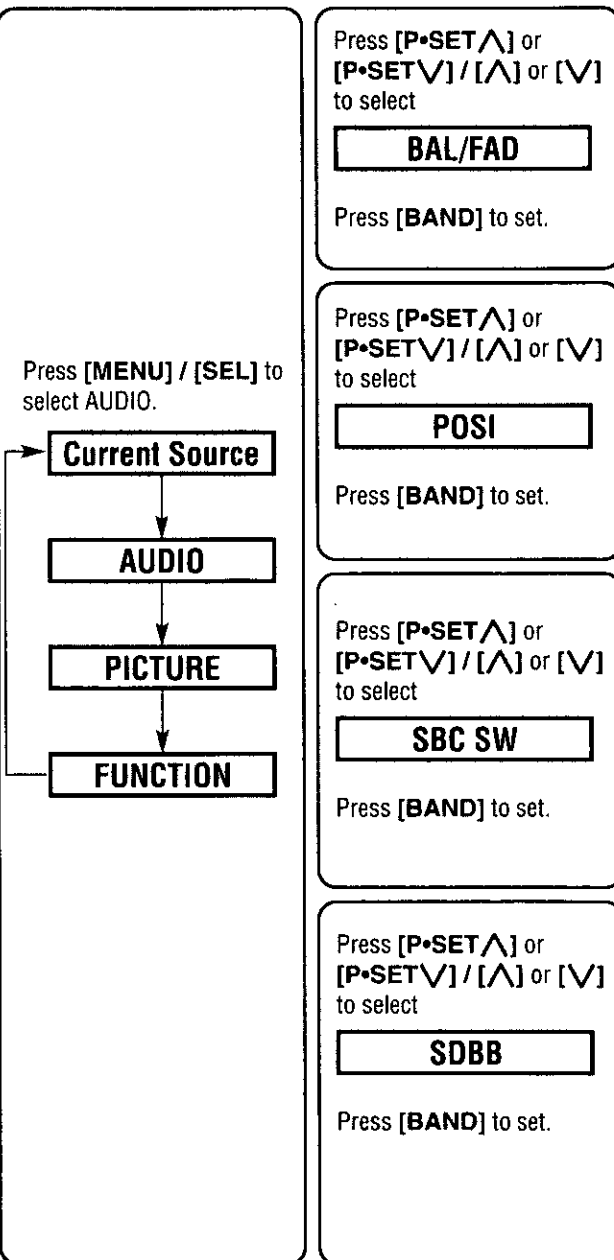 Press [MENU] / [SEL] to
select AUDIO.
Current Source
AUDIO
PICTURE
FUNCTION
Press [P•SET⋀] or
[P•SET⋁] / [⋀] or [⋁]
to select
BAL/FAD
Press [BAND] to set.
Press [P•SET⋀] or
[P•SET⋁] / [⋀] or [⋁]
to select
POSI
Press [BAND] to set.
Press [P•SET⋀] or
[P•SET⋁] / [⋀] or [⋁]
to select
SBC SW
Press [BAND] to set.
Press [P•SET⋀] or
[P•SET⋁] / [⋀] or [⋁]
to select
SDBB
Press [BAND] to set.